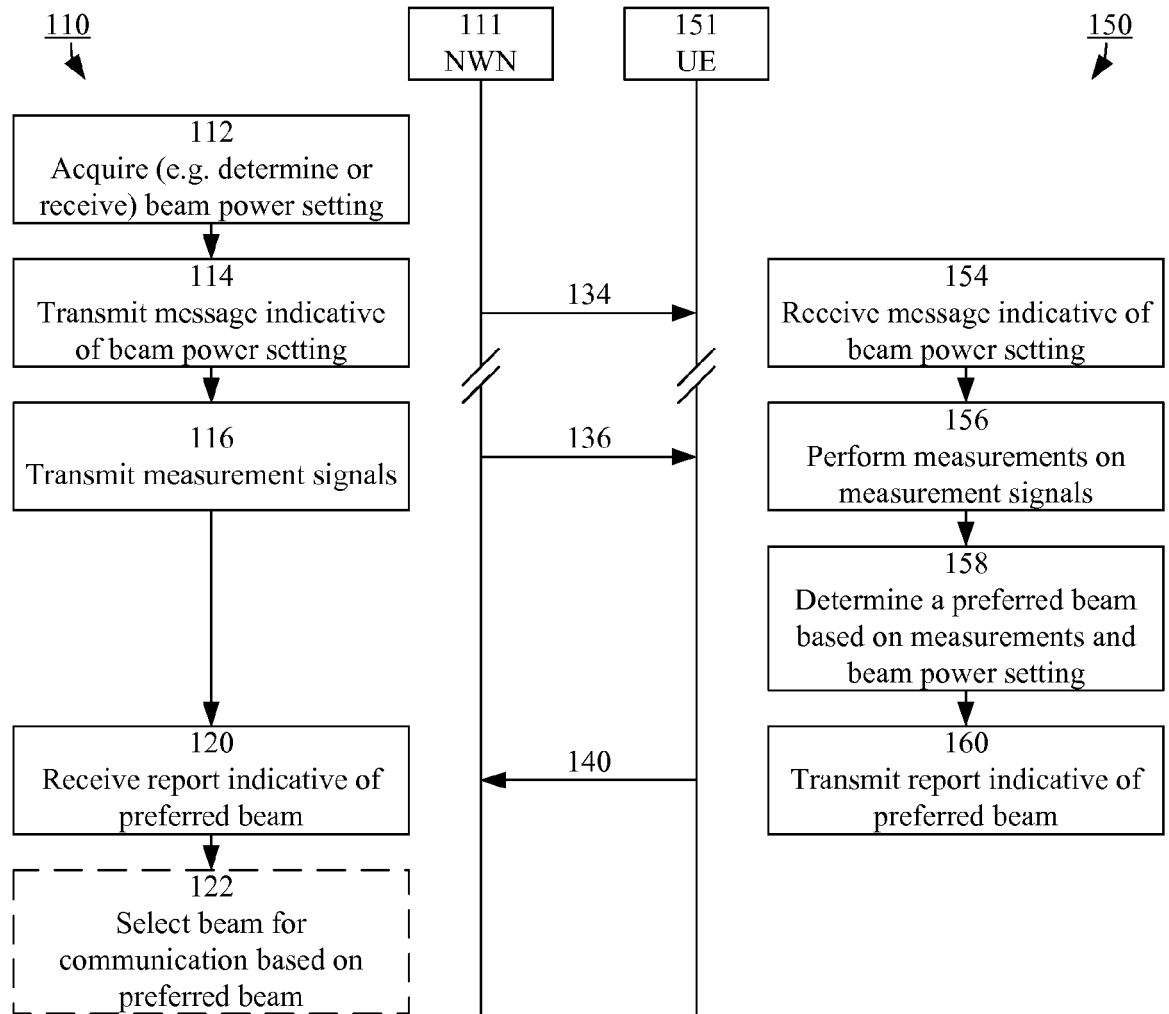 110
111
NWN
151
UE
150
112
Acquire (e.g. determine or
receive) beam power setting
114
Transmit message indicative
of beam power setting
134
154
Receive message indicative of
beam power setting
116
Transmit measurement signals
136
156
Perform measurements on
measurement signals
158
Determine a preferred beam
based on measurements and
beam power setting
120
Receive report indicative of
preferred beam
140
160
Transmit report indicative of
preferred beam
122
Select beam for
communication based on
preferred beam